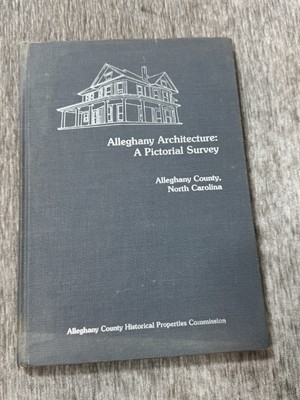 Alleghany Architecture:
A Pictorial Survey
Alleghany County,
North Carolina
Alleghany County Historical Properties Commission